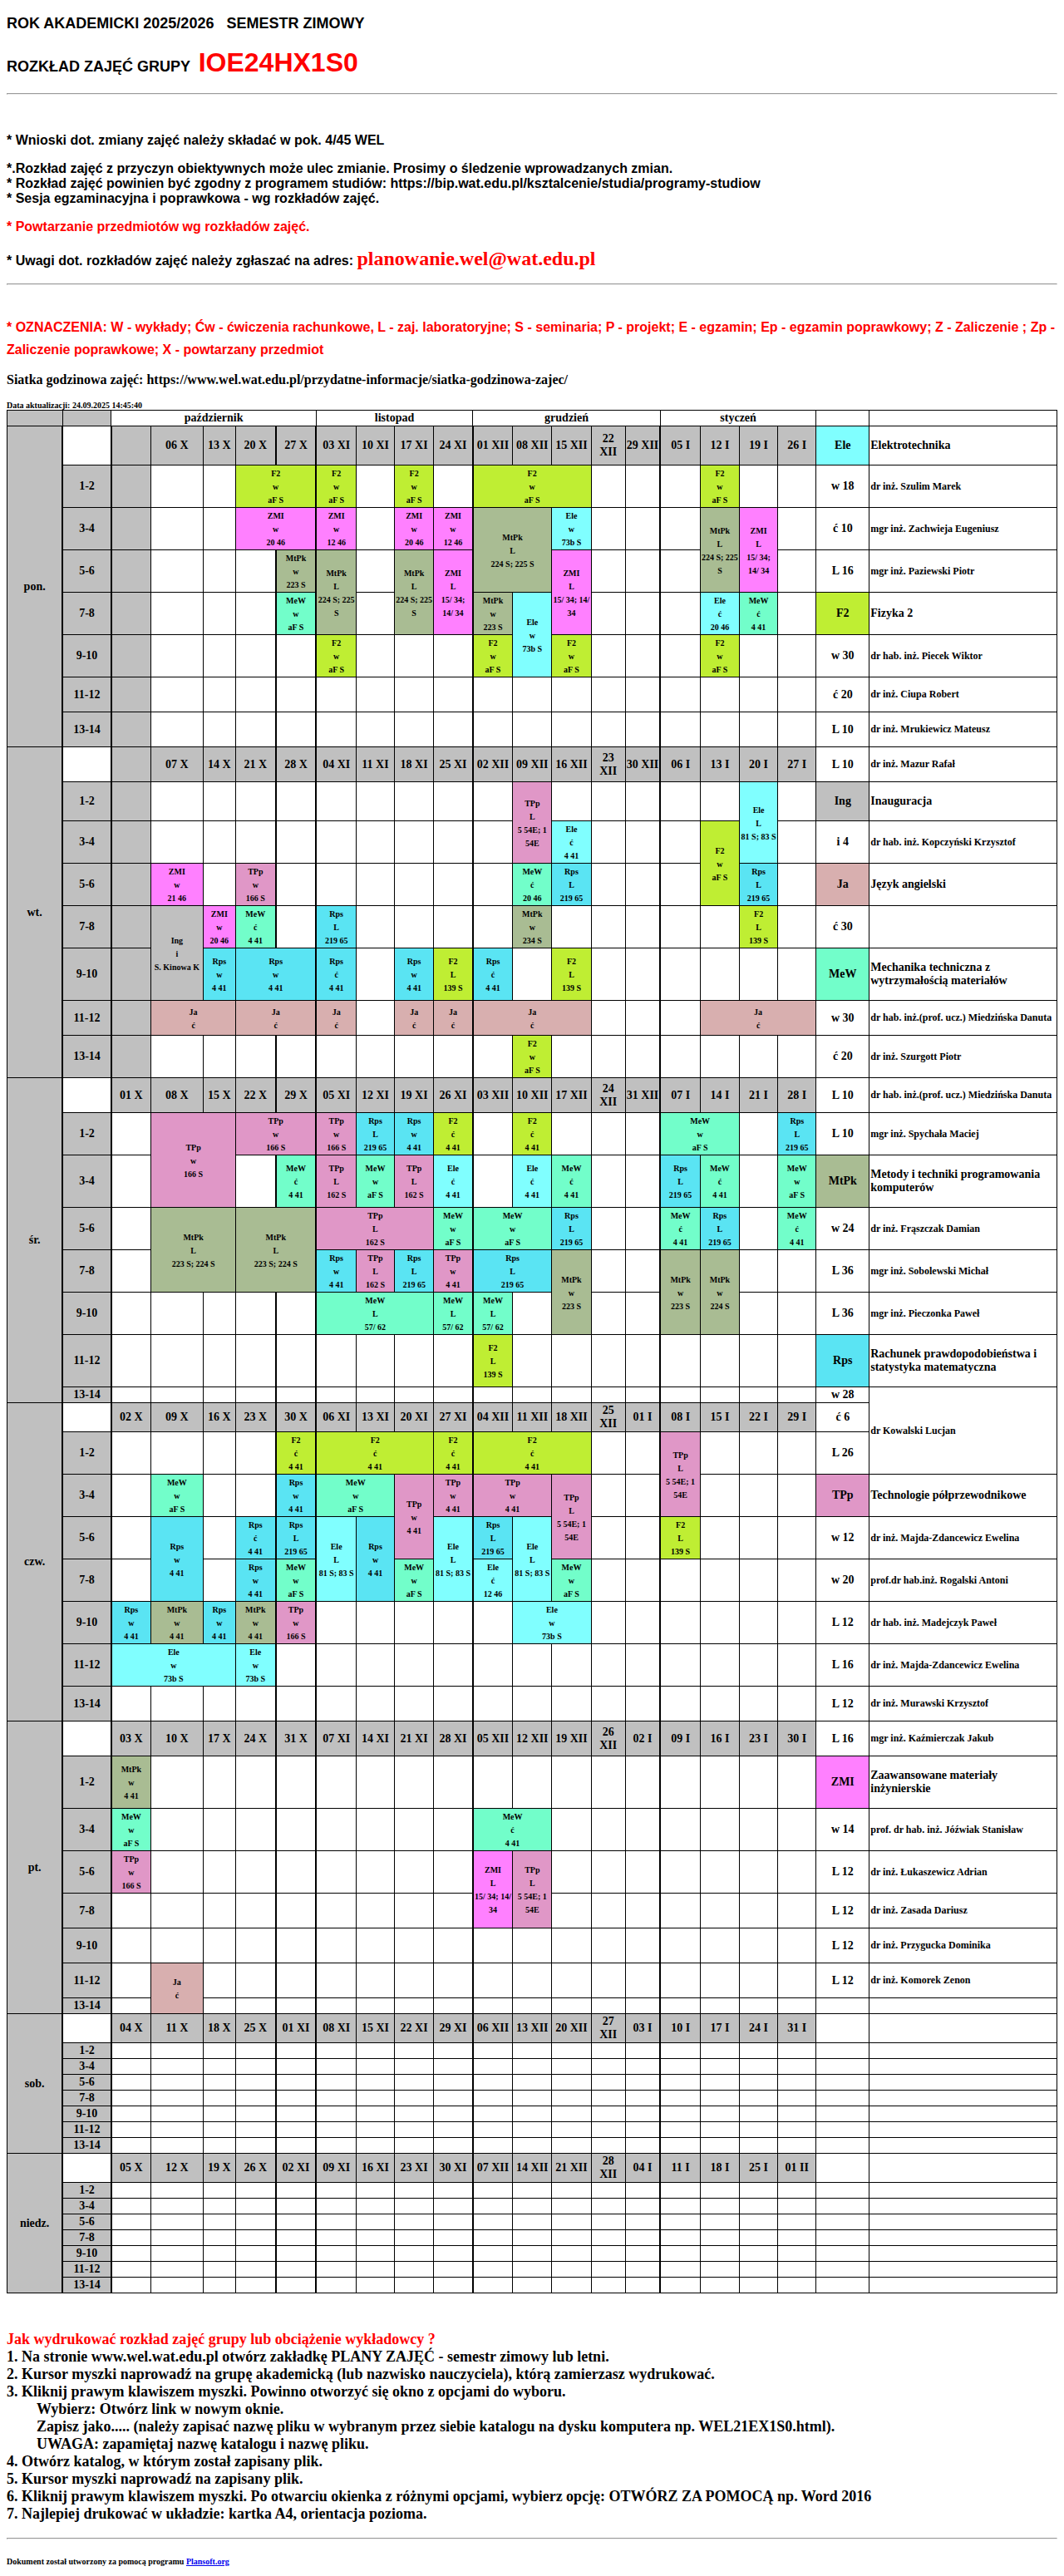 ROK AKADEMICKI 2025/2026 SEMESTR ZIMOWY
ROZKŁAD ZAJĘĆ GRUPY IOE24HX1S0
* Wnioski dot. zmiany zajęć należy składać w pok. 4/45 WEL
*.Rozkład zajęć z przyczyn obiektywnych może ulec zmianie. Prosimy o śledzenie wprowadzanych zmian.
* Rozkład zajęć powinien być zgodny z programem studiów: https://bip.wat.edu.pl/ksztalcenie/studia/programy-studiow
* Sesja egzaminacyjna i poprawkowa - wg rozkładów zajęć.
* Powtarzanie przedmiotów wg rozkładów zajęć.
* Uwagi dot. rozkładów zajęć należy zgłaszać na adres: planowanie.wel@wat.edu.pl
* OZNACZENIA: W - wykłady; Ćw - ćwiczenia rachunkowe, L - zaj. laboratoryjne; S - seminaria; P - projekt; E - egzamin; Ep - egzamin poprawkowy; Z - Zaliczenie ; Zp -
Zaliczenie poprawkowe; X - powtarzany przedmiot
Siatka godzinowa zajęć: https://www.wel.wat.edu.pl/przydatne-informacje/siatka-godzinowa-zajec/
Data aktualizacji: 24.09.2025 14:45:40
październik listopad grudzień styczeń
pon. 06 X 13 X 20 X 27 X 03 XI 10 XI 17 XI 24 XI 01 XII 08 XII 15 XII 22 XII 29 XII 05 I 12 I 19 I 26 I Ele Elektrotechnika
1-2 F2 w aF S F2 w aF S F2 w aF S F2 w aF S F2 w aF S w 18 dr inż. Szulim Marek
3-4 ZMI w 20 46 ZMI w 12 46 ZMI w 20 46 ZMI w 12 46 MtPk L 224 S; 225 S Ele w 73b S MtPk L 224 S; 225 S ZMI L 15/ 34; 14/ 34 ć 10 mgr inż. Zachwieja Eugeniusz
5-6 MtPk w 223 S MtPk L 224 S; 225 S MtPk L 224 S; 225 S ZMI L 15/ 34; 14/ 34 ZMI L 15/ 34; 14/ 34 L 16 mgr inż. Paziewski Piotr
7-8 MeW w aF S MtPk w 223 S Ele w 73b S Ele ć 20 46 MeW ć 4 41 F2 Fizyka 2
9-10 F2 w aF S F2 w aF S F2 w aF S F2 w aF S w 30 dr hab. inż. Piecek Wiktor
11-12 ć 20 dr inż. Ciupa Robert
13-14 L 10 dr inż. Mrukiewicz Mateusz
wt. 07 X 14 X 21 X 28 X 04 XI 11 XI 18 XI 25 XI 02 XII 09 XII 16 XII 23 XII 30 XII 06 I 13 I 20 I 27 I L 10 dr inż. Mazur Rafał
1-2 TPp L 5 54E; 1 54E Ele L 81 S; 83 S Ing Inauguracja
3-4 Ele ć 4 41 F2 w aF S i 4 dr hab. inż. Kopczyński Krzysztof
5-6 ZMI w 21 46 TPp w 166 S MeW ć 20 46 Rps L 219 65 Rps L 219 65 Ja Język angielski
7-8 Ing i S. Kinowa K ZMI w 20 46 MeW ć 4 41 Rps L 219 65 MtPk w 234 S F2 L 139 S ć 30
9-10 Rps w 4 41 Rps w 4 41 Rps ć 4 41 Rps w 4 41 F2 L 139 S Rps ć 4 41 F2 L 139 S MeW Mechanika techniczna z wytrzymałością materiałów
11-12 Ja ć Ja ć Ja ć Ja ć Ja ć Ja ć Ja ć w 30 dr hab. inż.(prof. ucz.) Miedzińska Danuta
13-14 F2 w aF S ć 20 dr inż. Szurgott Piotr
śr. 01 X 08 X 15 X 22 X 29 X 05 XI 12 XI 19 XI 26 XI 03 XII 10 XII 17 XII 24 XII 31 XII 07 I 14 I 21 I 28 I L 10 dr hab. inż.(prof. ucz.) Miedzińska Danuta
1-2 TPp w 166 S TPp w 166 S TPp w 166 S Rps L 219 65 Rps w 4 41 F2 ć 4 41 F2 ć 4 41 MeW w aF S Rps L 219 65 L 10 mgr inż. Spychała Maciej
3-4 MeW ć 4 41 TPp L 162 S MeW w aF S TPp L 162 S Ele ć 4 41 Ele ć 4 41 MeW ć 4 41 Rps L 219 65 MeW ć 4 41 MeW w aF S MtPk Metody i techniki programowania komputerów
5-6 MtPk L 223 S; 224 S MtPk L 223 S; 224 S TPp L 162 S MeW w aF S MeW w aF S Rps L 219 65 MeW ć 4 41 Rps L 219 65 MeW ć 4 41 w 24 dr inż. Frąszczak Damian
7-8 Rps w 4 41 TPp L 162 S Rps L 219 65 TPp w 4 41 Rps L 219 65 MtPk w 223 S MtPk w 223 S MtPk w 224 S L 36 mgr inż. Sobolewski Michał
9-10 MeW L 57/ 62 MeW L 57/ 62 MeW L 57/ 62 L 36 mgr inż. Pieczonka Paweł
11-12 F2 L 139 S Rps Rachunek prawdopodobieństwa i statystyka matematyczna
13-14 w 28 dr Kowalski Lucjan
czw. 02 X 09 X 16 X 23 X 30 X 06 XI 13 XI 20 XI 27 XI 04 XII 11 XII 18 XII 25 XII 01 I 08 I 15 I 22 I 29 I ć 6
1-2 F2 ć 4 41 F2 ć 4 41 F2 ć 4 41 F2 ć 4 41 TPp L 5 54E; 1 54E L 26
3-4 MeW w aF S Rps w 4 41 MeW w aF S TPp w 4 41 TPp w 4 41 TPp w 4 41 TPp L 5 54E; 1 54E TPp Technologie półprzewodnikowe
5-6 Rps w 4 41 Rps ć 4 41 Rps L 219 65 Ele L 81 S; 83 S Rps w 4 41 Ele L 81 S; 83 S Rps L 219 65 Ele L 81 S; 83 S F2 L 139 S w 12 dr inż. Majda-Zdancewicz Ewelina
7-8 Rps w 4 41 MeW w aF S MeW w aF S Ele ć 12 46 MeW w aF S w 20 prof.dr hab.inż. Rogalski Antoni
9-10 Rps w 4 41 MtPk w 4 41 Rps w 4 41 MtPk w 4 41 TPp w 166 S Ele w 73b S L 12 dr hab. inż. Madejczyk Paweł
11-12 Ele w 73b S Ele w 73b S L 16 dr inż. Majda-Zdancewicz Ewelina
13-14 L 12 dr inż. Murawski Krzysztof
pt. 03 X 10 X 17 X 24 X 31 X 07 XI 14 XI 21 XI 28 XI 05 XII 12 XII 19 XII 26 XII 02 I 09 I 16 I 23 I 30 I L 16 mgr inż. Kaźmierczak Jakub
1-2 MtPk w 4 41 ZMI Zaawansowane materiały inżynierskie
3-4 MeW w aF S MeW ć 4 41 w 14 prof. dr hab. inż. Jóźwiak Stanisław
5-6 TPp w 166 S ZMI L 15/ 34; 14/ 34 TPp L 5 54E; 1 54E L 12 dr inż. Łukaszewicz Adrian
7-8 L 12 dr inż. Zasada Dariusz
9-10 L 12 dr inż. Przygucka Dominika
11-12 Ja ć L 12 dr inż. Komorek Zenon
13-14
sob. 04 X 11 X 18 X 25 X 01 XI 08 XI 15 XI 22 XI 29 XI 06 XII 13 XII 20 XII 27 XII 03 I 10 I 17 I 24 I 31 I
1-2
3-4
5-6
7-8
9-10
11-12
13-14
niedz. 05 X 12 X 19 X 26 X 02 XI 09 XI 16 XI 23 XI 30 XI 07 XII 14 XII 21 XII 28 XII 04 I 11 I 18 I 25 I 01 II
1-2
3-4
5-6
7-8
9-10
11-12
13-14
Jak wydrukować rozkład zajęć grupy lub obciążenie wykładowcy ?
1. Na stronie www.wel.wat.edu.pl otwórz zakładkę PLANY ZAJĘĆ - semestr zimowy lub letni.
2. Kursor myszki naprowadź na grupę akademicką (lub nazwisko nauczyciela), którą zamierzasz wydrukować.
3. Kliknij prawym klawiszem myszki. Powinno otworzyć się okno z opcjami do wyboru.
Wybierz: Otwórz link w nowym oknie.
Zapisz jako..... (należy zapisać nazwę pliku w wybranym przez siebie katalogu na dysku komputera np. WEL21EX1S0.html).
UWAGA: zapamiętaj nazwę katalogu i nazwę pliku.
4. Otwórz katalog, w którym został zapisany plik.
5. Kursor myszki naprowadź na zapisany plik.
6. Kliknij prawym klawiszem myszki. Po otwarciu okienka z różnymi opcjami, wybierz opcję: OTWÓRZ ZA POMOCĄ np. Word 2016
7. Najlepiej drukować w układzie: kartka A4, orientacja pozioma.
Dokument został utworzony za pomocą programu Plansoft.org